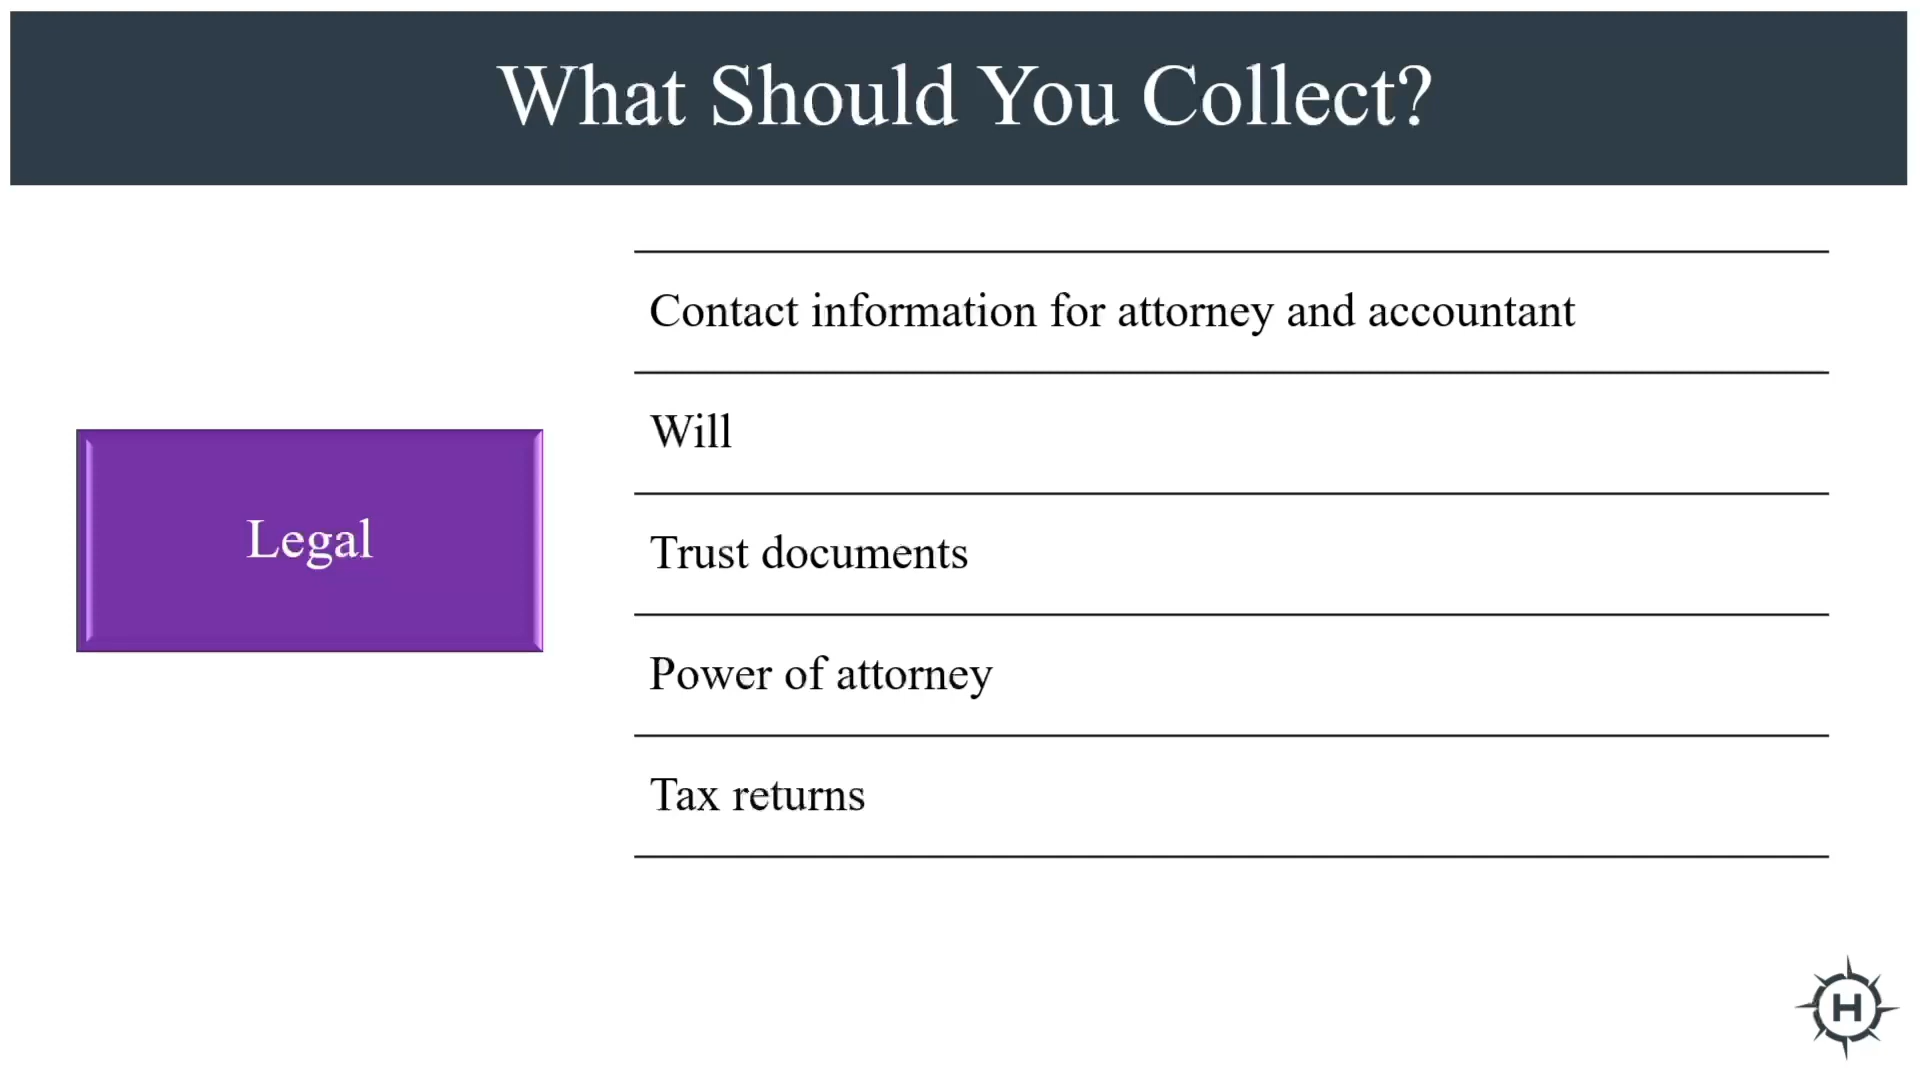 What Should You Collect?
Legal
Contact information for attorney and accountant
Will
Trust documents
Power of attorney
Tax returns
H